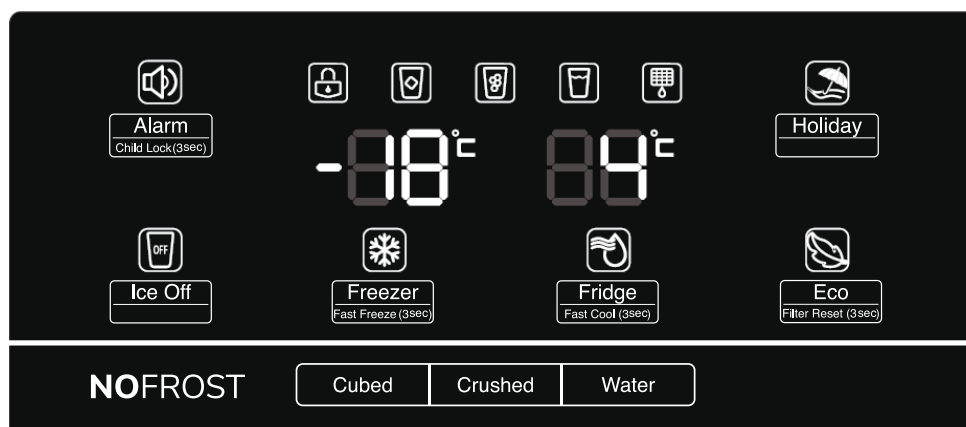 Alarm
Child Lock(3sec)
Holiday
-18°C
4°C
OFF
Ice Off
Freezer
Fast Freeze(3sec)
Fridge
Fast Cool (3sec)
Eco
Filter Reset (3sec)
NOFROST
Cubed
Crushed
Water